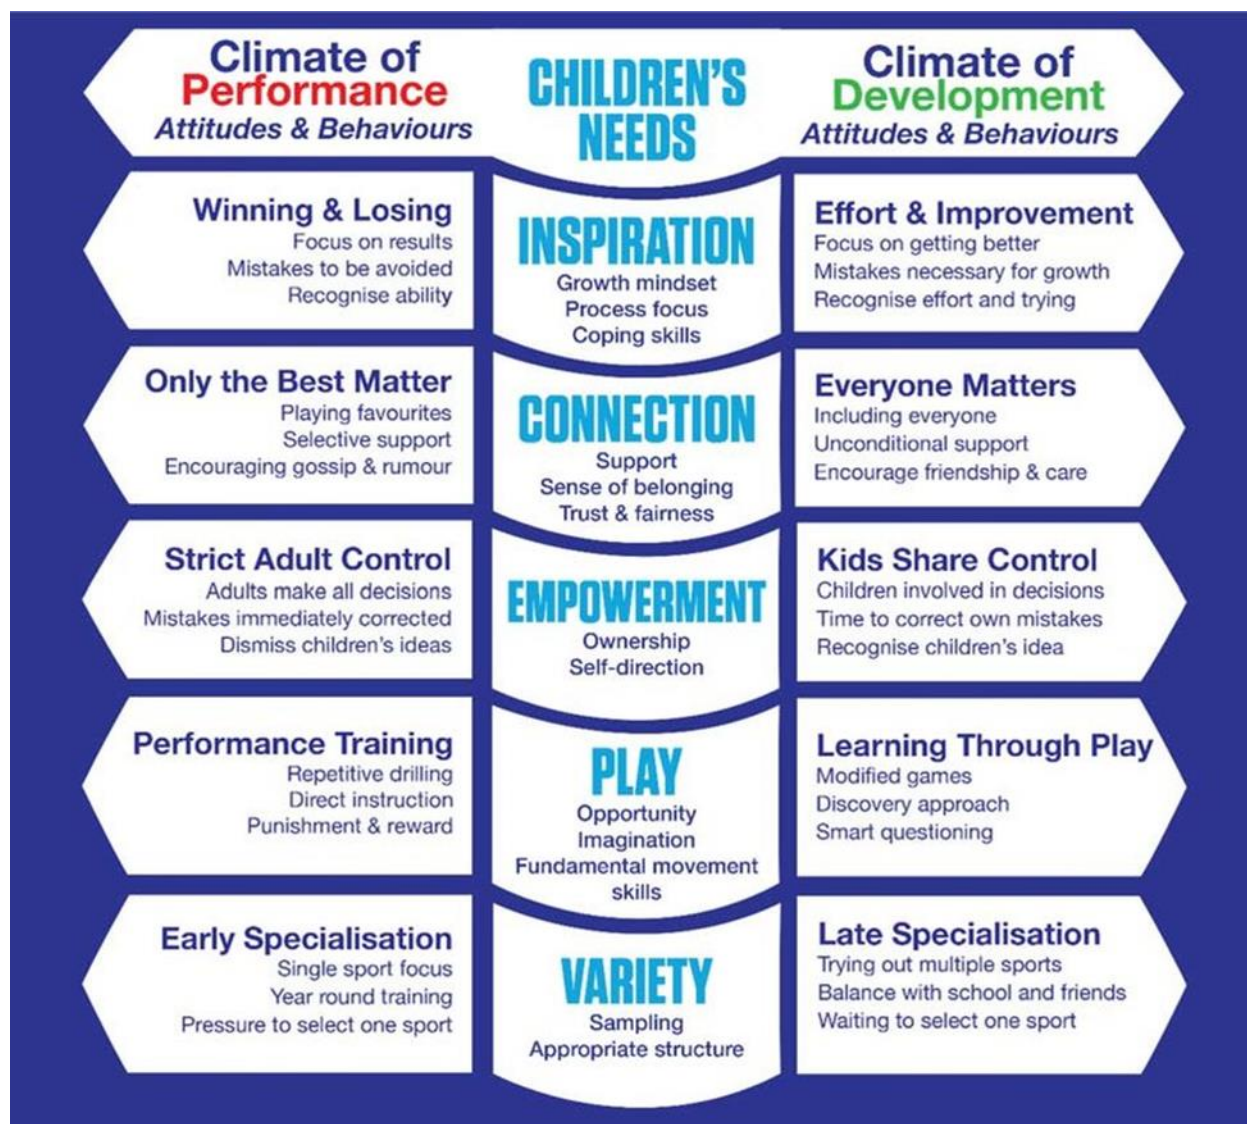 Climate of
Performance
Attitudes & Behaviours
CHILDREN'S
NEEDS
Climate of
Development
Attitudes & Behaviours
Winning & Losing
Focus on results
Mistakes to be avoided
Recognise ability
INSPIRATION
Growth mindset
Process focus
Coping skills
Effort & Improvement
Focus on getting better
Mistakes necessary for growth
Recognise effort and trying
Only the Best Matter
Playing favourites
Selective support
Encouraging gossip & rumour
CONNECTION
Support
Sense of belonging
Trust & fairness
Everyone Matters
Including everyone
Unconditional support
Encourage friendship & care
Strict Adult Control
Adults make all decisions
Mistakes immediately corrected
Dismiss children's ideas
EMPOWERMENT
Ownership
Self-direction
Kids Share Control
Children involved in decisions
Time to correct own mistakes
Recognise children's idea
Performance Training
Repetitive drilling
Direct instruction
Punishment & reward
PLAY
Opportunity
Imagination
Fundamental movement
skills
Learning Through Play
Modified games
Discovery approach
Smart questioning
Early Specialisation
Single sport focus
Year round training
Pressure to select one sport
VARIETY
Sampling
Appropriate structure
Late Specialisation
Trying out multiple sports
Balance with school and friends
Waiting to select one sport